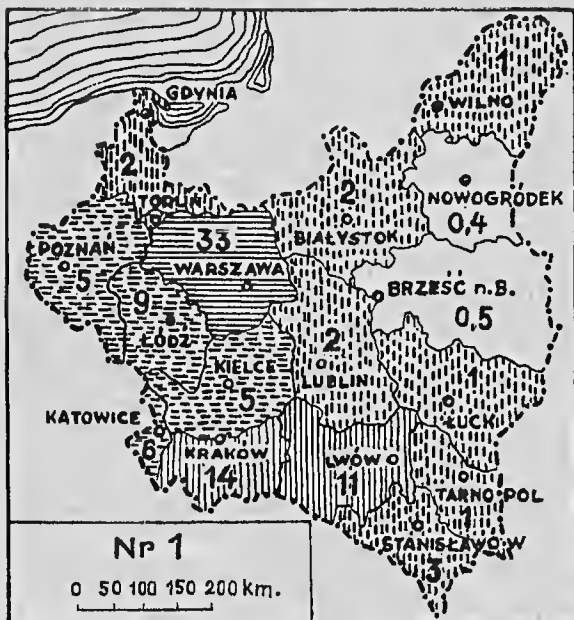 GDYNIA
1
WILNO
2
TORUŃ
2
BIAŁYSTOK
NOWOGRÓDEK
0,4
33
WARSZAWA
POZNAŃ
5
9
ŁÓDŹ
BRZEŚĆ n.B.
0,5
KIELCE
5
2
LUBLIN
1
ŁUCK
KATOWICE
6
KRAKÓW
14
LWÓW
11
TARNOPOL
1
STANISŁAWÓW
3
Nr 1
0 50 100 150 200 km.